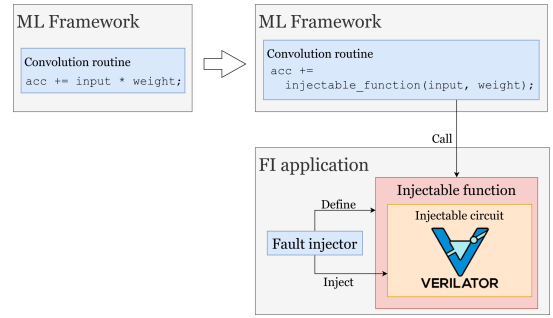 ML Framework
Convolution routine
acc += input * weight;
ML Framework
Convolution routine
acc +=
injectable_function(input, weight);
Call
FI application
Injectable function
Define
Injectable circuit
Fault injector
Inject
VERILATOR